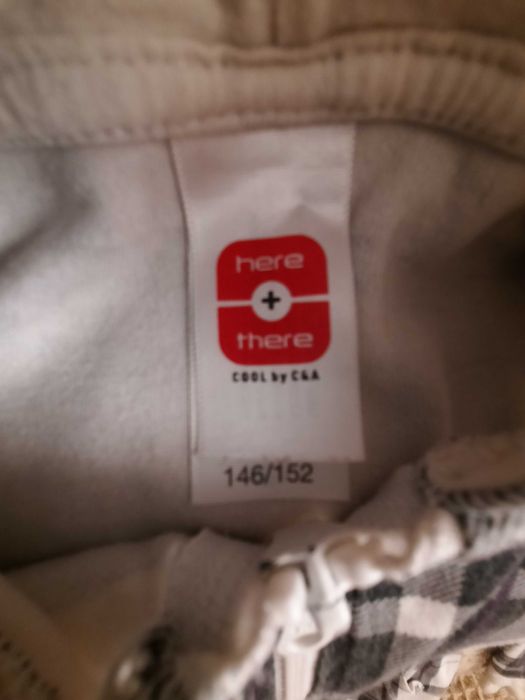 here
+
there
COOL by C&A
146/152